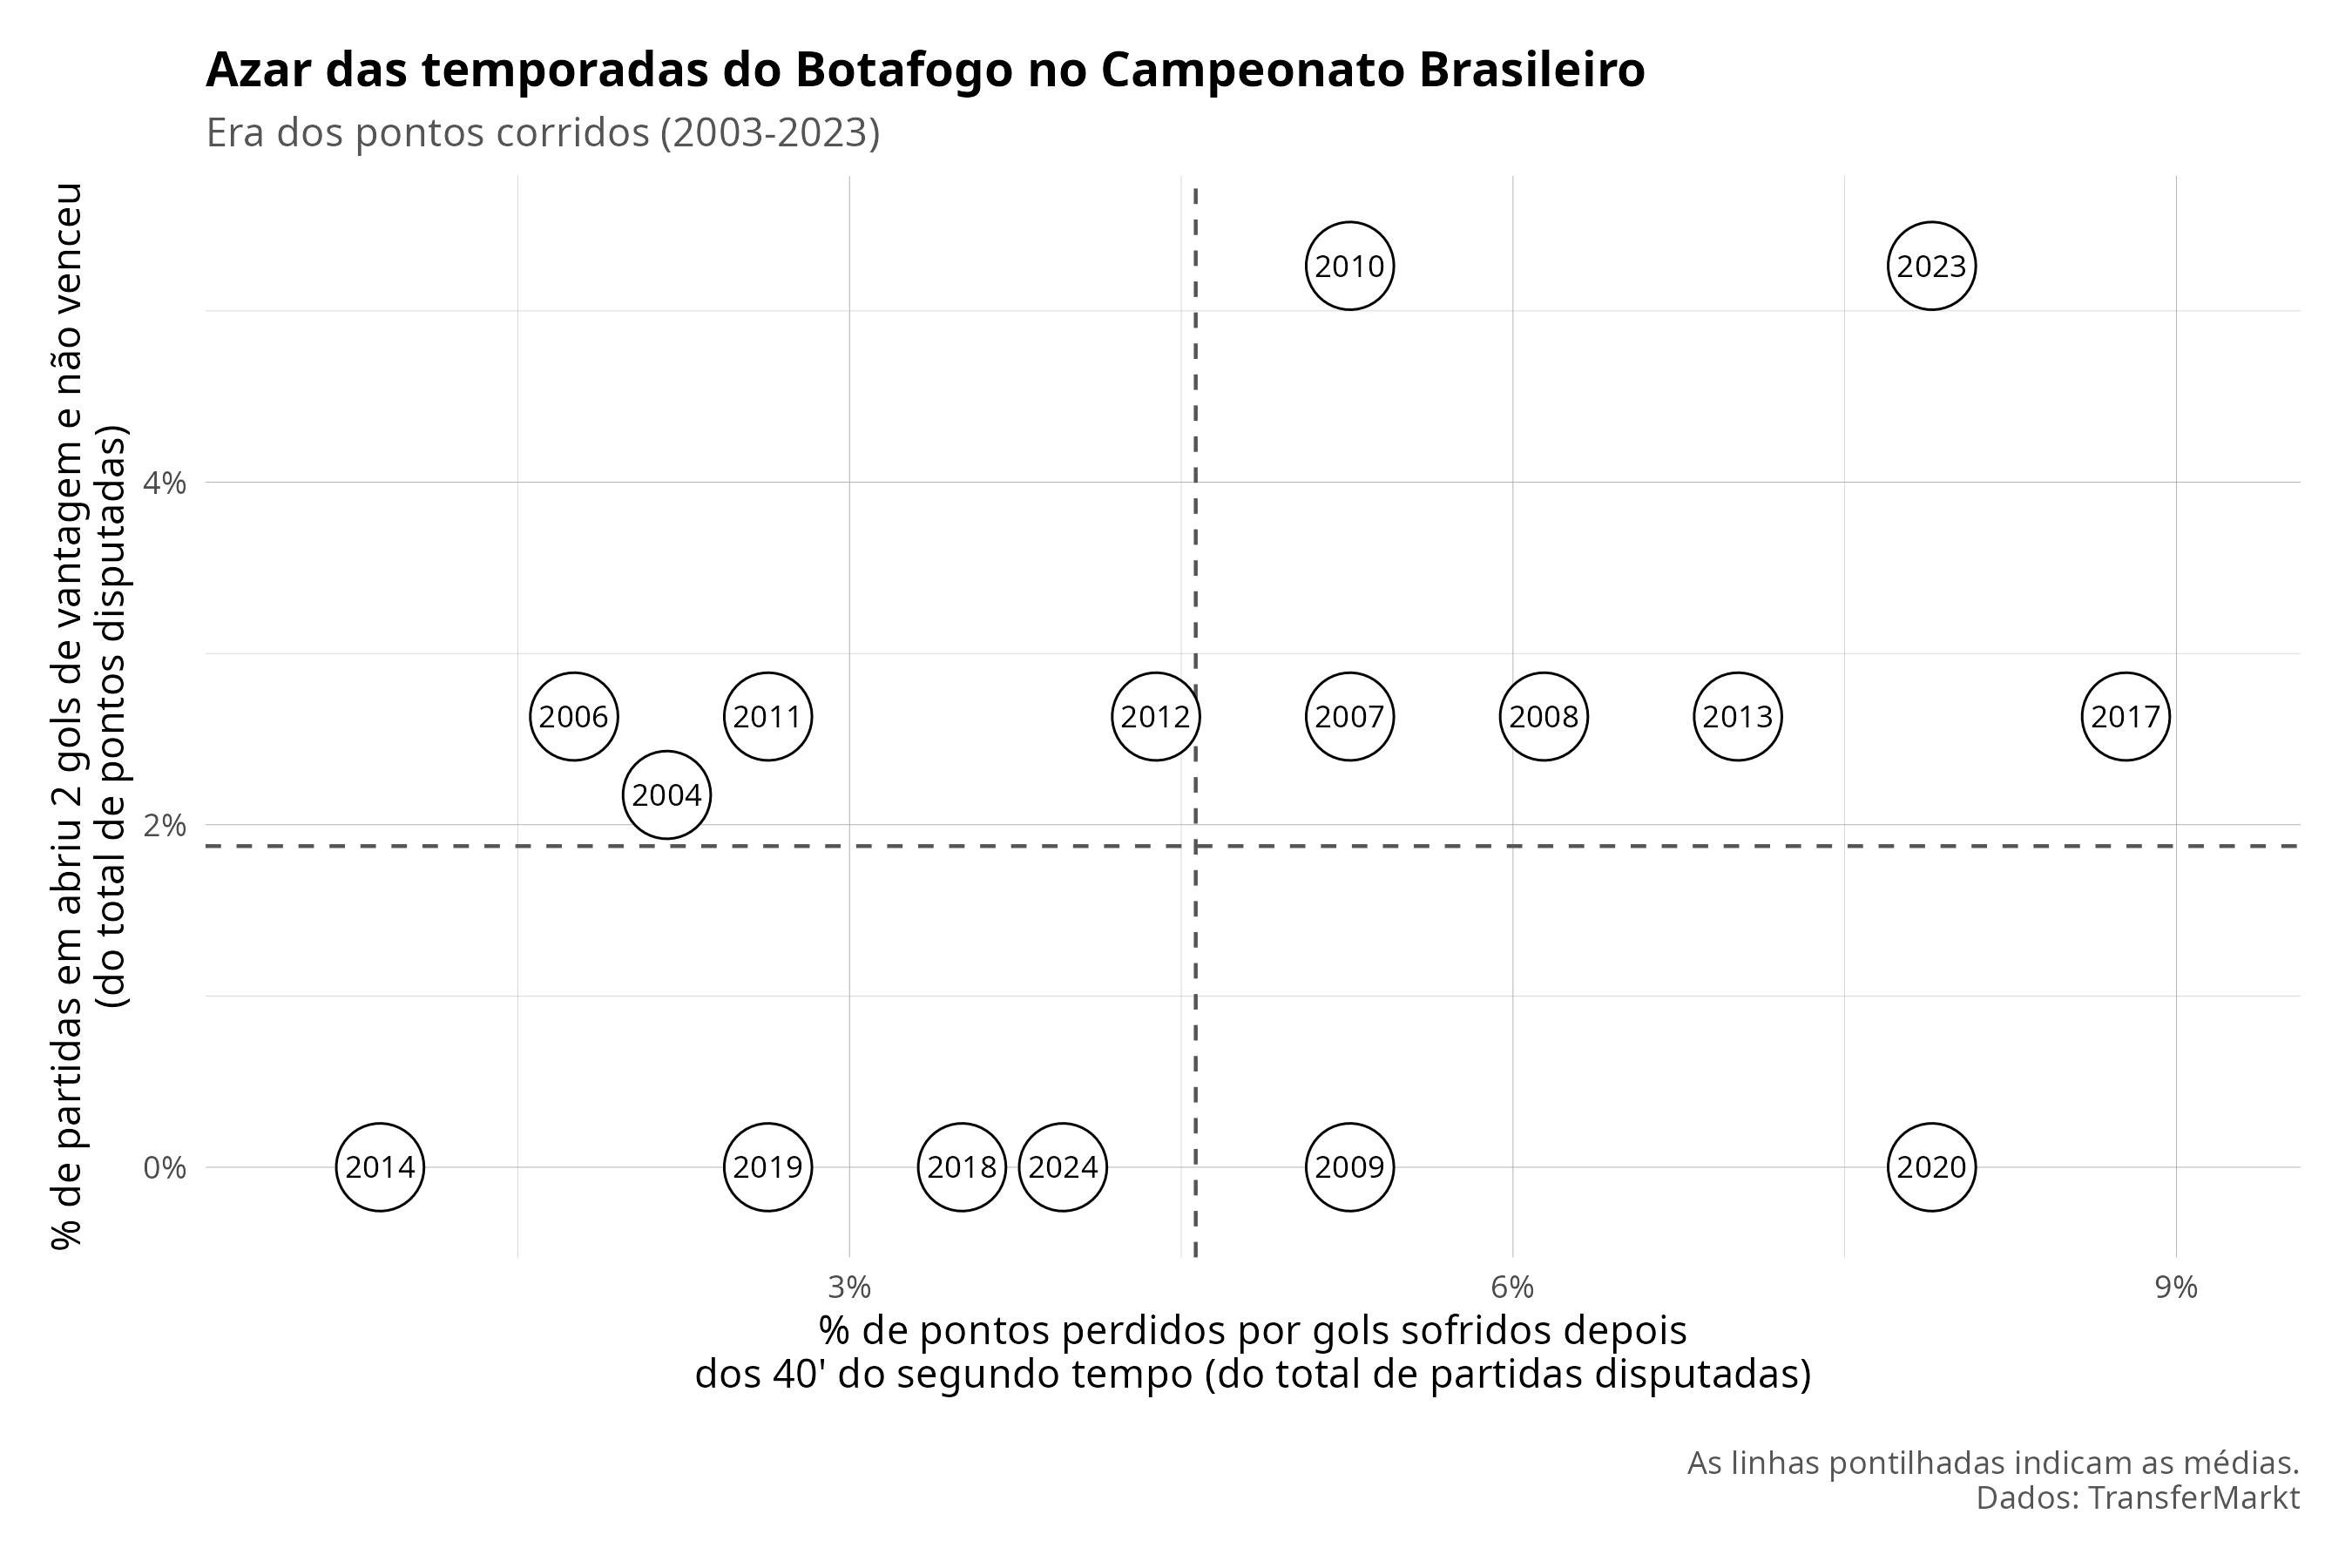 Azar das temporadas do Botafogo no Campeonato Brasileiro
Era dos pontos corridos (2003-2023)
% de partidas em abriu 2 gols de vantagem e não venceu
(do total de pontos disputadas)
4%
2%
0%
2010
2023
2006
2011
2012
2007
2008
2013
2017
2004
2014
2019
2018
2024
2009
2020
3%
6%
9%
% de pontos perdidos por gols sofridos depois
dos 40' do segundo tempo (do total de partidas disputadas)
As linhas pontilhadas indicam as médias.
Dados: TransferMarkt